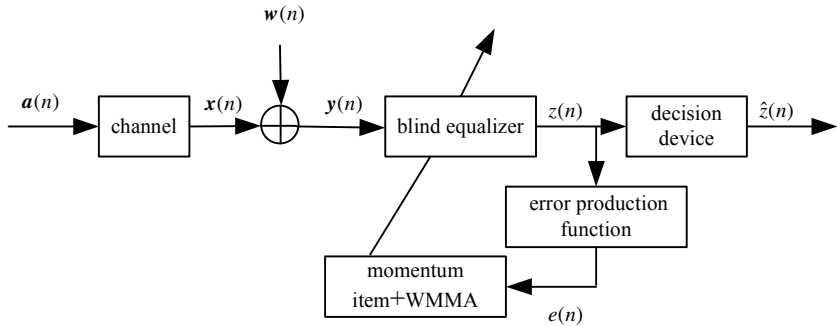 w(n)
a(n)
x(n)
y(n)
z(n)
ẑ(n)
channel
blind equalizer
decision
device
error production
function
momentum
item+WMMA
e(n)